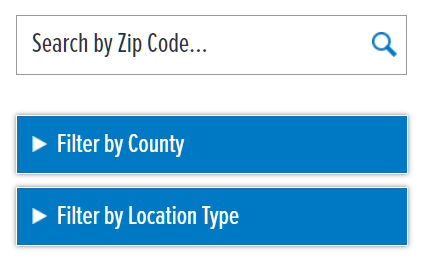 Search by Zip Code...
Filter by County
Filter by Location Type